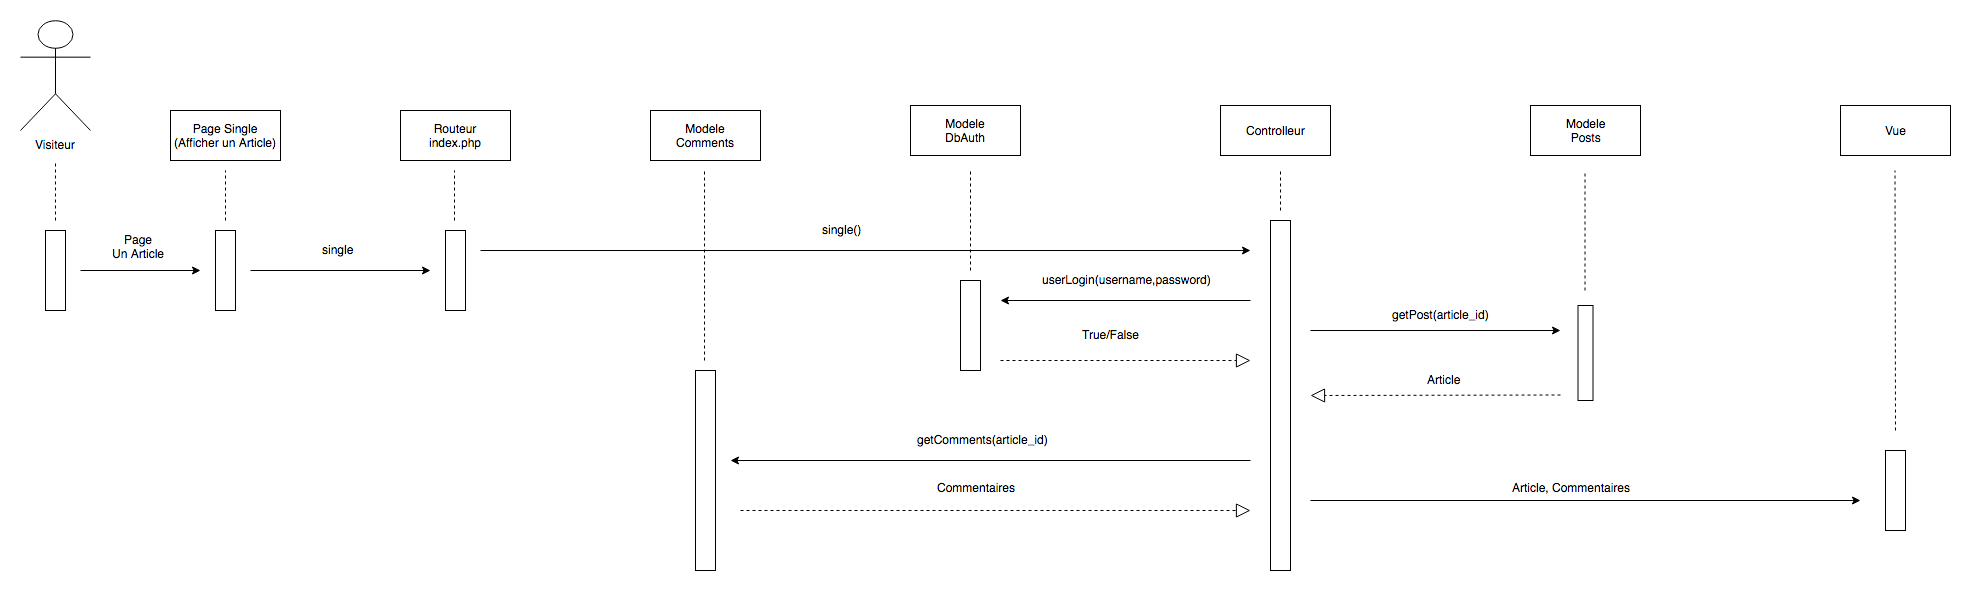 Visiteur
Page Single
(Afficher un Article)
Routeur
index.php
Modele
Comments
Modele
DbAuth
Controlleur
Modele
Posts
Vue
Page
Un Article
single
single()
userLogin(username,password)
getPost(article_id)
True/False
Article
getComments(article_id)
Commentaires
Article, Commentaires